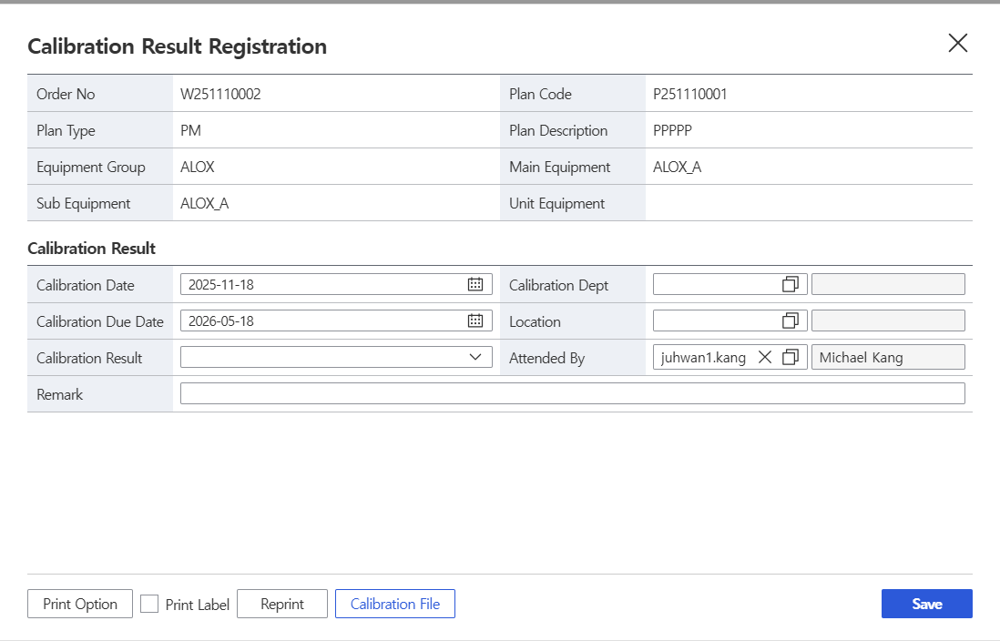 Calibration Result Registration
Order No W251110002 Plan Code P251110001
Plan Type PM Plan Description PPPPP
Equipment Group ALOX Main Equipment ALOX_A
Sub Equipment ALOX_A Unit Equipment
Calibration Result
Calibration Date 2025-11-18 Calibration Dept
Calibration Due Date 2026-05-18 Location
Calibration Result Attended By juhwan1.kang Michael Kang
Remark
Print Option Print Label Reprint Calibration File Save